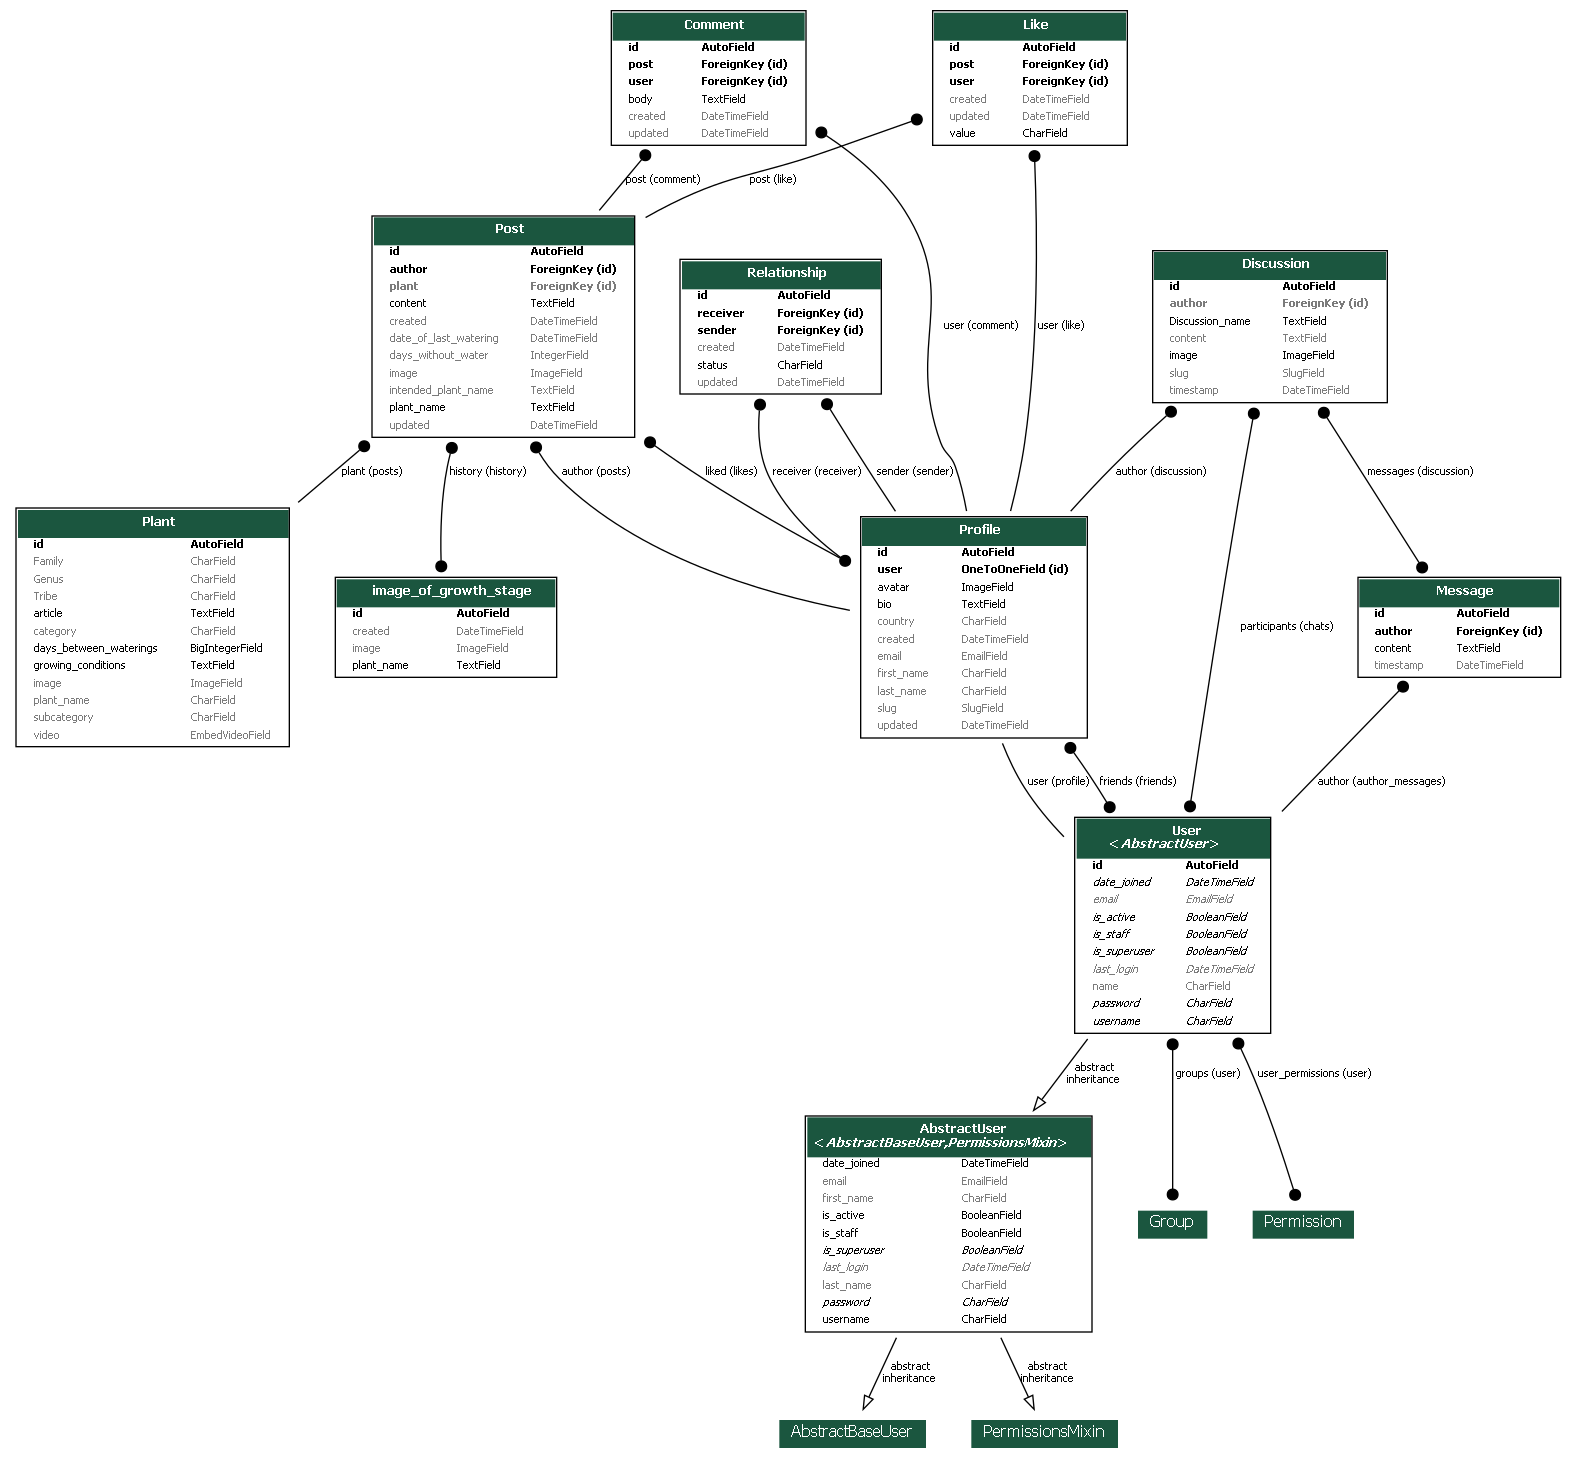 Comment
id AutoField
post ForeignKey (id)
user ForeignKey (id)
body TextField
created DateTimeField
updated DateTimeField
Like
id AutoField
post ForeignKey (id)
user ForeignKey (id)
created DateTimeField
updated DateTimeField
value CharField
post (comment)
post (like)
Post
id AutoField
author ForeignKey (id)
plant ForeignKey (id)
content TextField
created DateTimeField
date_of_last_watering DateTimeField
days_without_water IntegerField
image ImageField
intended_plant_name TextField
plant_name TextField
updated DateTimeField
Relationship
id AutoField
receiver ForeignKey (id)
sender ForeignKey (id)
created DateTimeField
status CharField
updated DateTimeField
user (comment)
user (like)
Discussion
id AutoField
author ForeignKey (id)
Discussion_name TextField
content TextField
image ImageField
slug SlugField
timestamp DateTimeField
plant (posts)
history (history)
author (posts)
liked (likes)
receiver (receiver)
sender (sender)
author (discussion)
messages (discussion)
Plant
id AutoField
Family CharField
Genus CharField
Tribe CharField
article TextField
category CharField
days_between_waterings BigIntegerField
growing_conditions TextField
image ImageField
plant_name CharField
subcategory CharField
video EmbedVideoField
image_of_growth_stage
id AutoField
created DateTimeField
image ImageField
plant_name TextField
Profile
id AutoField
user OneToOneField (id)
avatar ImageField
bio TextField
country CharField
created DateTimeField
email EmailField
first_name CharField
last_name CharField
slug SlugField
updated DateTimeField
participants (chats)
Message
id AutoField
author ForeignKey (id)
content TextField
timestamp DateTimeField
user (profile)
friends (friends)
author (author_messages)
User
<AbstractUser>
id AutoField
date_joined DateTimeField
email EmailField
is_active BooleanField
is_staff BooleanField
is_superuser BooleanField
last_login DateTimeField
name CharField
password CharField
username CharField
abstract
inheritance
groups (user)
user_permissions (user)
AbstractUser
<AbstractBaseUser,PermissionsMixin>
date_joined DateTimeField
email EmailField
first_name CharField
is_active BooleanField
is_staff BooleanField
is_superuser BooleanField
last_login DateTimeField
last_name CharField
password CharField
username CharField
Group
Permission
abstract
inheritance
abstract
inheritance
AbstractBaseUser
PermissionsMixin